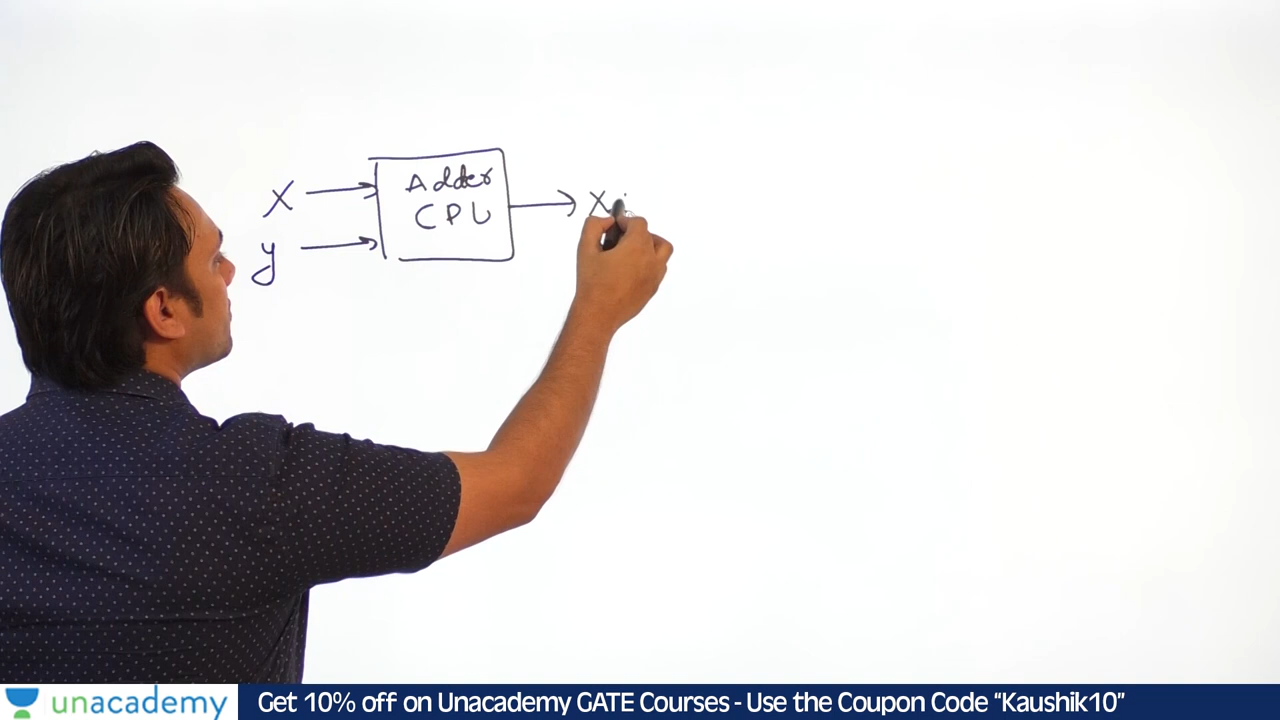 X
y
Adder
CPU
X
unacademy
Get 10% off on Unacademy GATE Courses - Use the Coupon Code “Kaushik10”